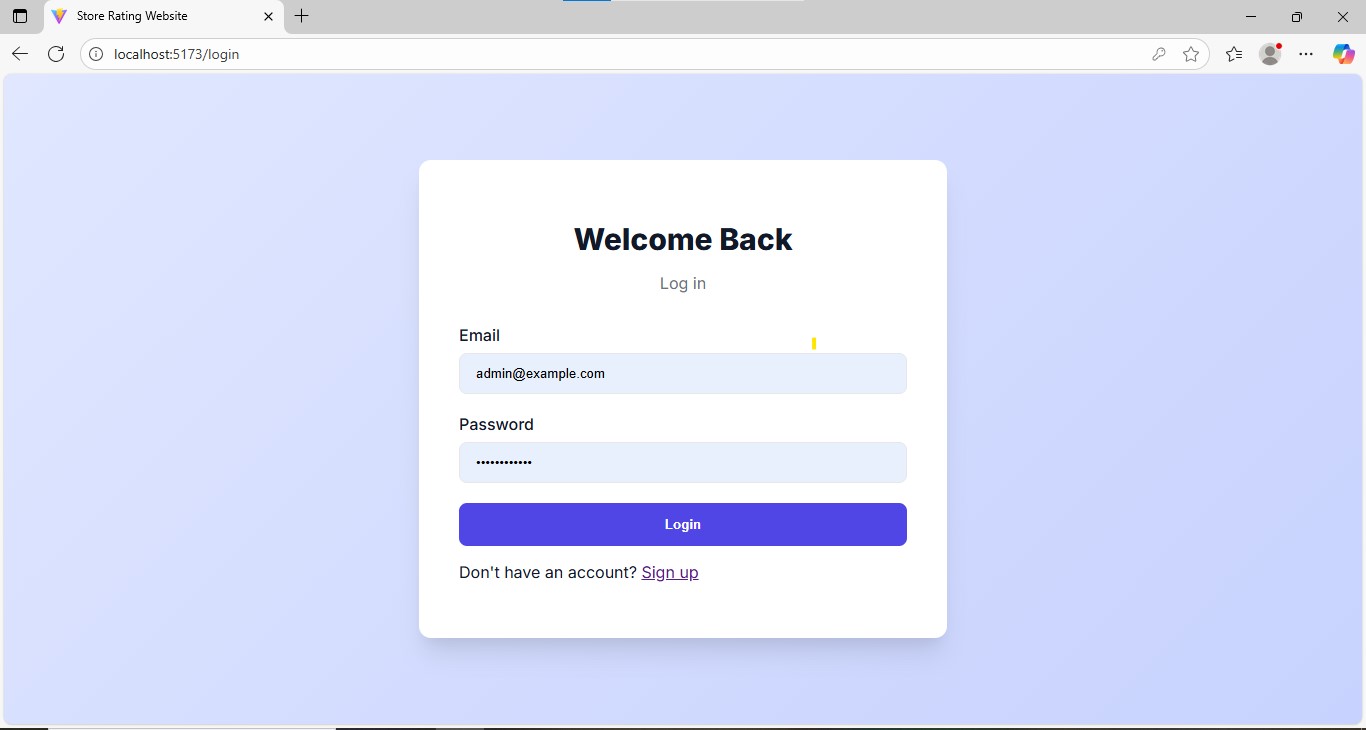 Store Rating Website
localhost:5173/login
Welcome Back
Log in
Email
admin@example.com
Password
••••••••••••
Login
Don't have an account? Sign up